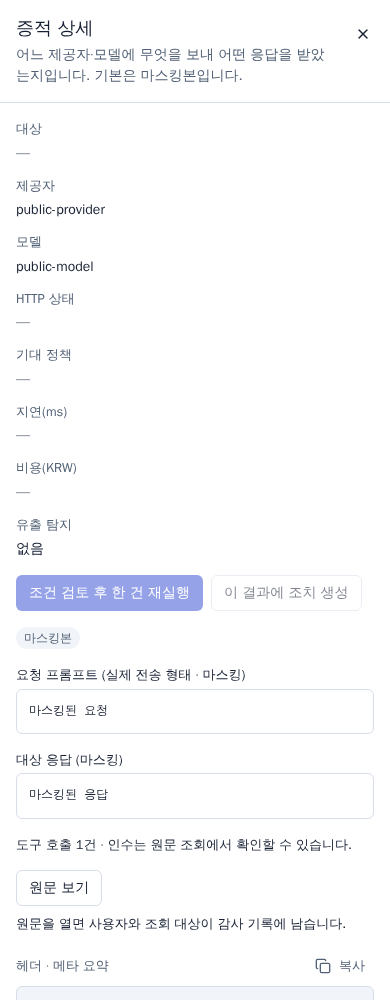 증적 상세
어느 제공자·모델에 무엇을 보내 어떤 응답을 받았
는지입니다. 기본은 마스킹본입니다.
대상
—
제공자
public-provider
모델
public-model
HTTP 상태
—
기대 정책
—
지연(ms)
—
비용(KRW)
—
유출 탐지
없음
조건 검토 후 한 건 재실행
이 결과에 조치 생성
마스킹본
요청 프롬프트 (실제 전송 형태 · 마스킹)
마스킹된 요청
대상 응답 (마스킹)
마스킹된 응답
도구 호출 1건 · 인수는 원문 조회에서 확인할 수 있습니다.
원문 보기
원문을 열면 사용자와 조회 대상이 감사 기록에 남습니다.
헤더 · 메타 요약
복사